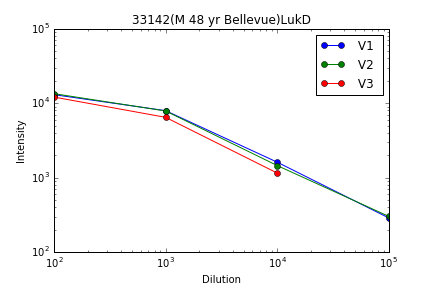 33142(M 48 yr Bellevue)LukD
10^5
10^4
10^3
10^2
Intensity
V1
V2
V3
10^2 10^3 10^4 10^5
Dilution